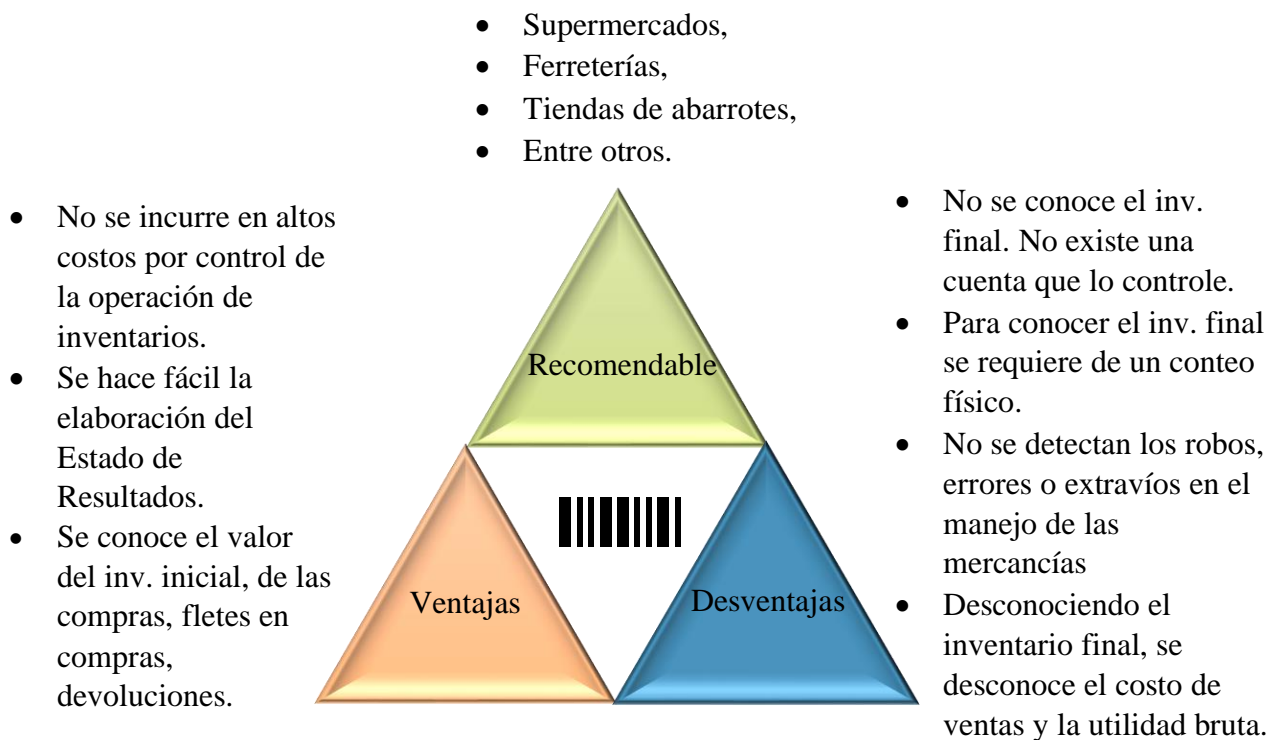 • Supermercados,
• Ferreterías,
• Tiendas de abarrotes,
• Entre otros.
• No se incurre en altos
costos por control de
la operación de
inventarios.
• Se hace fácil la
elaboración del
Estado de
Resultados.
• Se conoce el valor
del inv. inicial, de las
compras, fletes en
compras,
devoluciones.
Recomendable
Ventajas
Desventajas
• No se conoce el inv.
final. No existe una
cuenta que lo controle.
• Para conocer el inv. final
se requiere de un conteo
físico.
• No se detectan los robos,
errores o extravíos en el
manejo de las
mercancías
• Desconociendo el
inventario final, se
desconoce el costo de
ventas y la utilidad bruta.